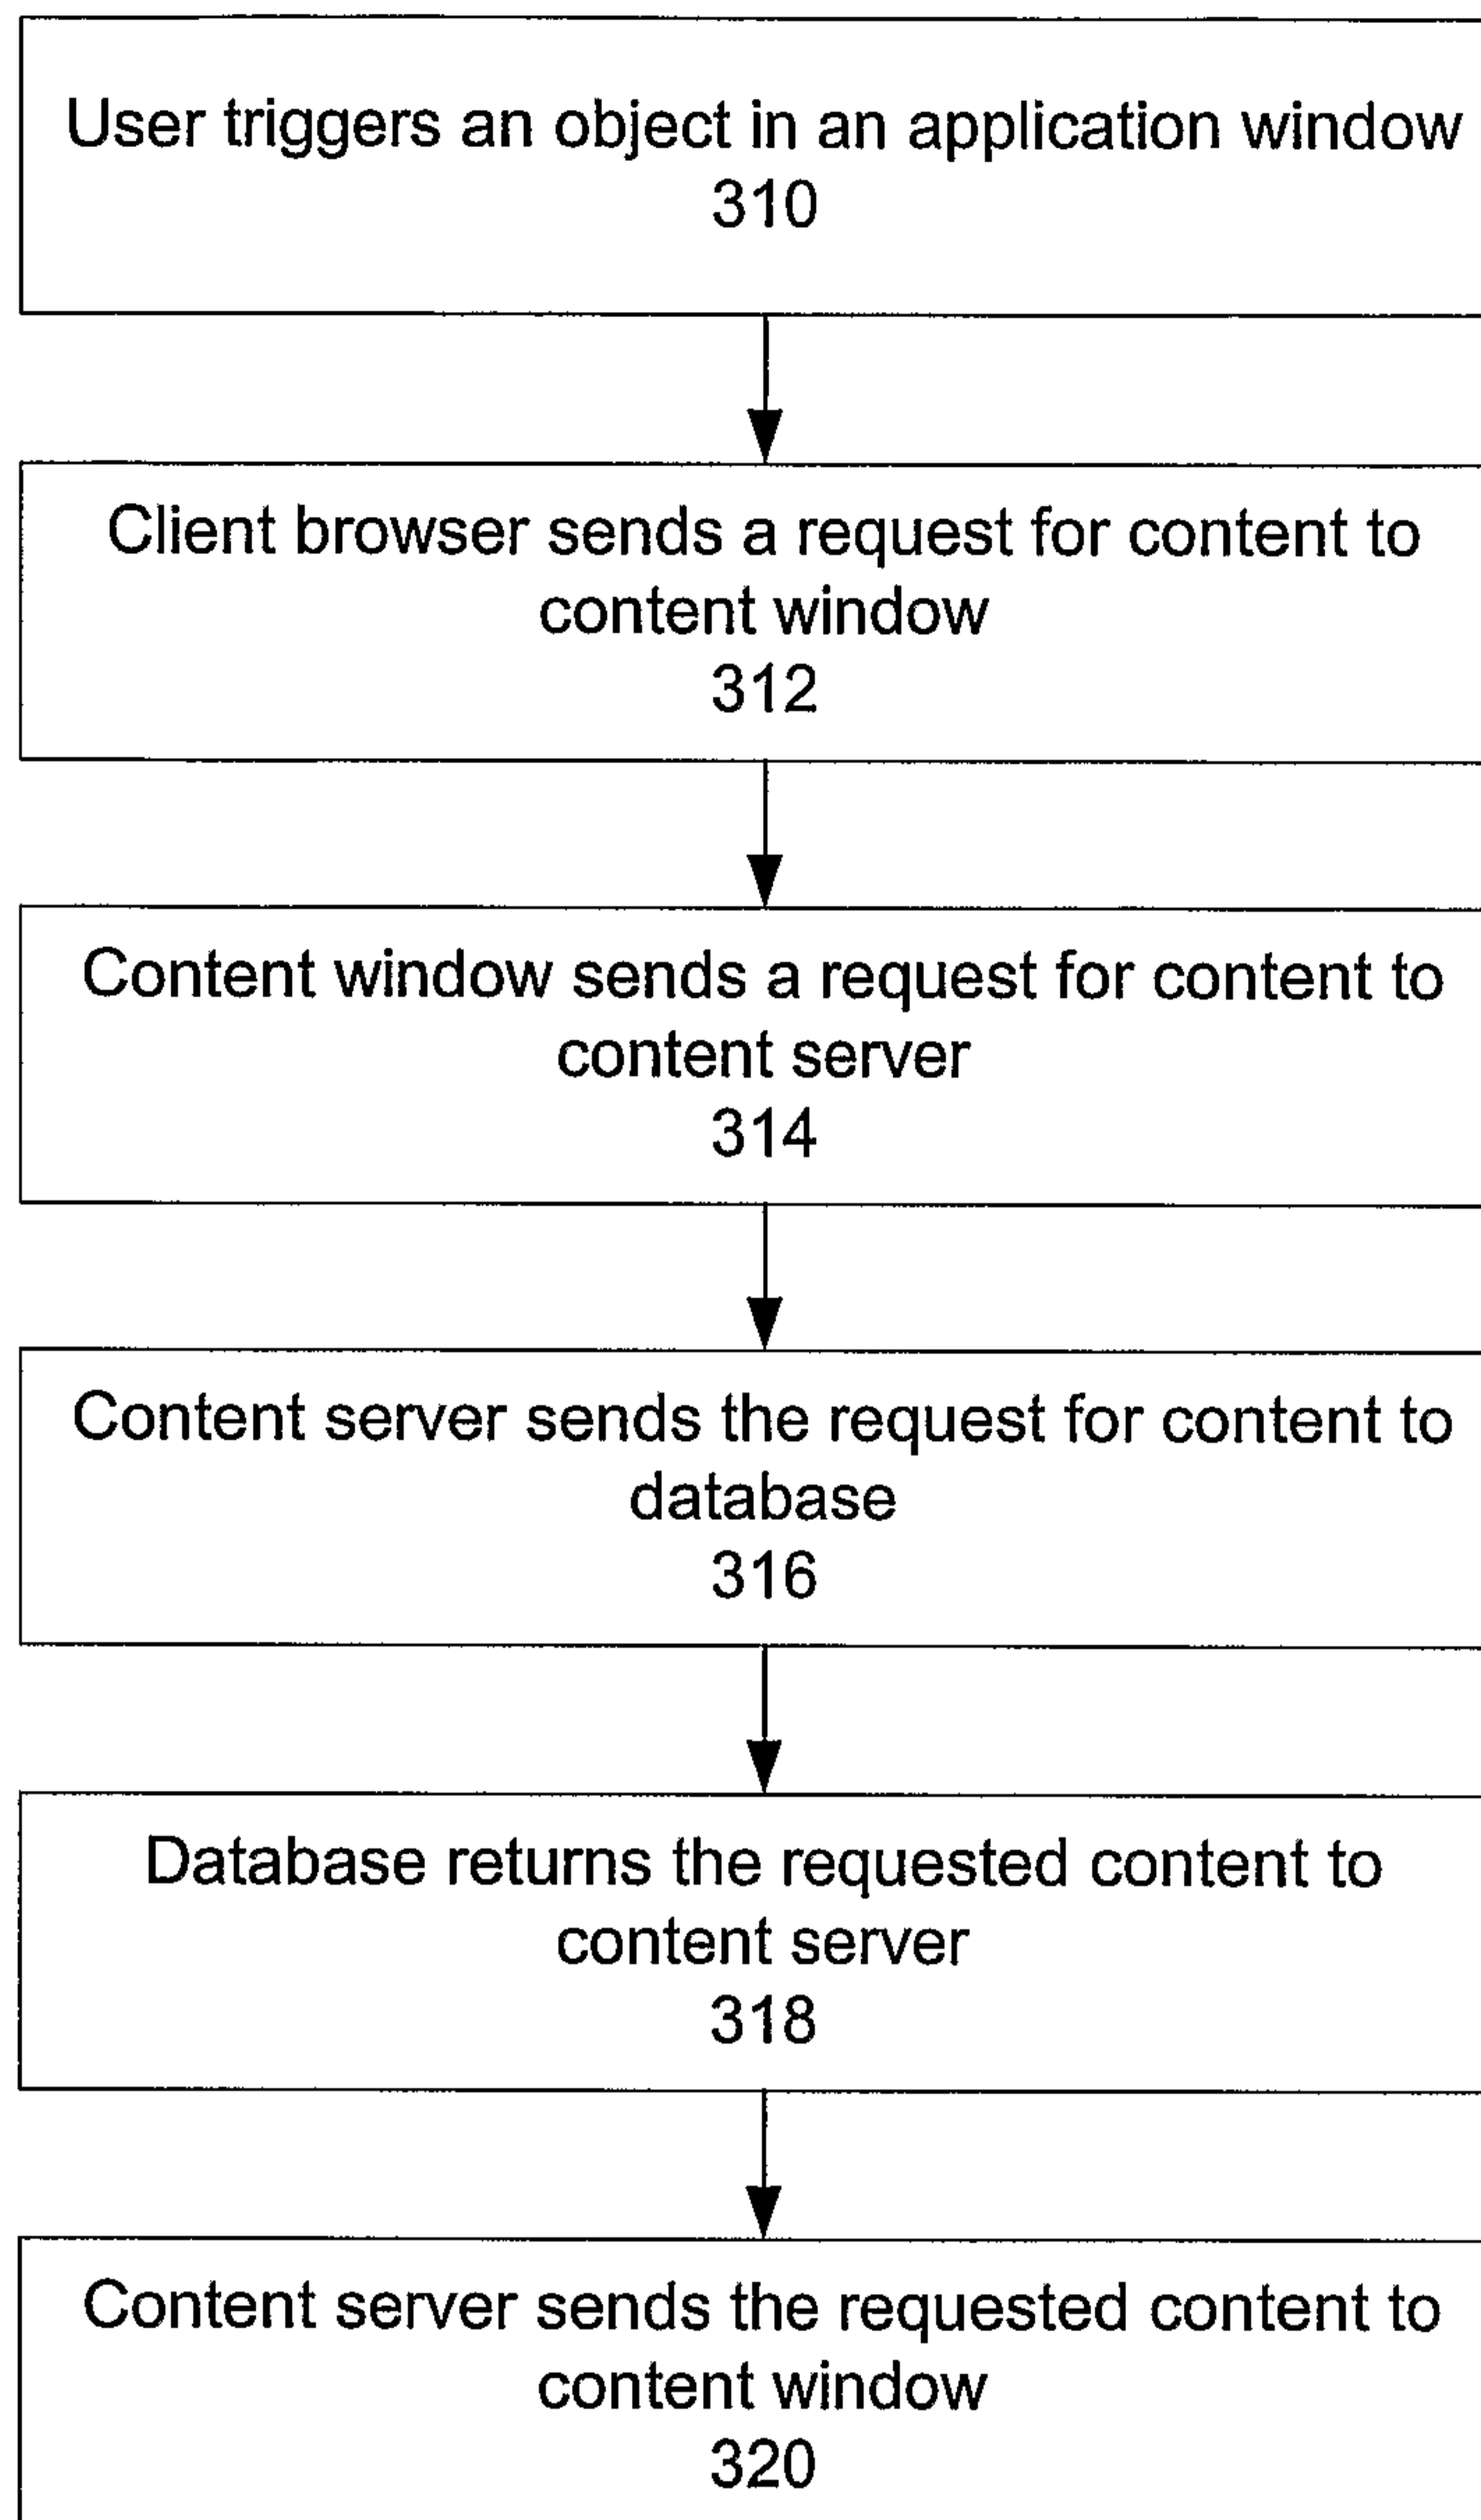 User triggers an object in an application window
310
Client browser sends a request for content to
content window
312
Content window sends a request for content to
content server
314
Content server sends the request for content to
database
316
Database returns the requested content to
content server
318
Content server sends the requested content to
content window
320